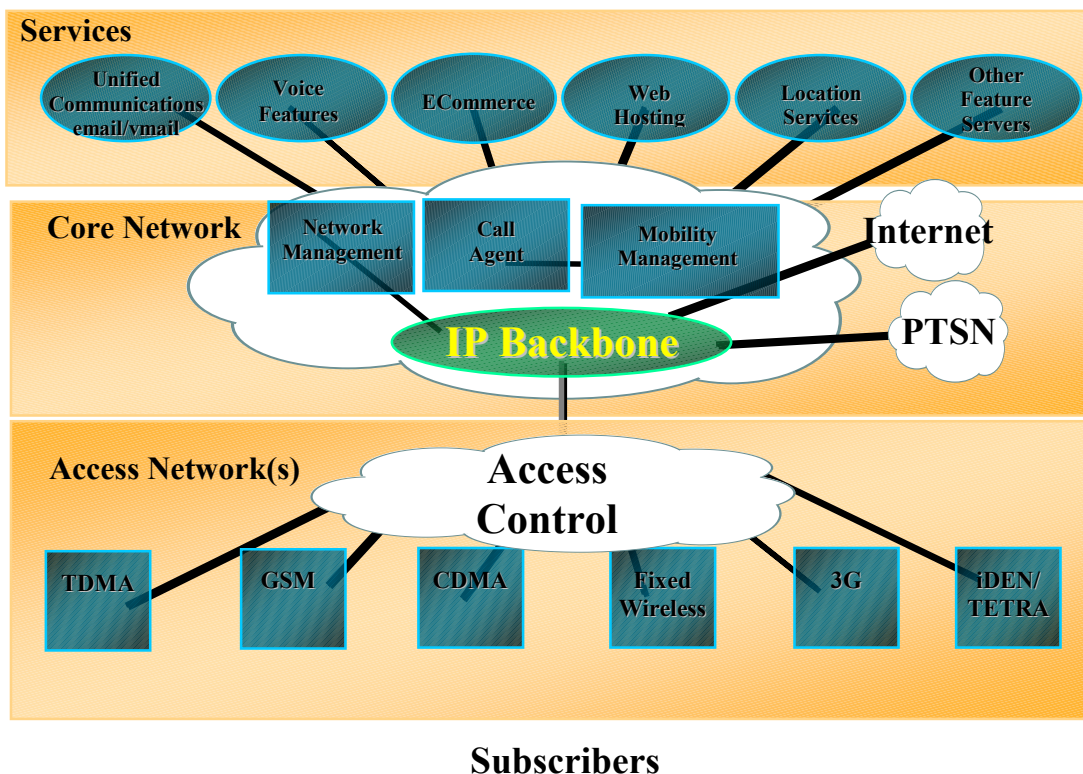 Services
Unified
Communications
email/vmail
Voice
Features
ECommerce
Web
Hosting
Location
Services
Other
Feature
Servers
Core Network
Network
Management
Call
Agent
Mobility
Management
Internet
IP Backbone
PTSN
Access Network(s)
Access
Control
TDMA
GSM
CDMA
Fixed
Wireless
3G
iDEN/
TETRA
Subscribers